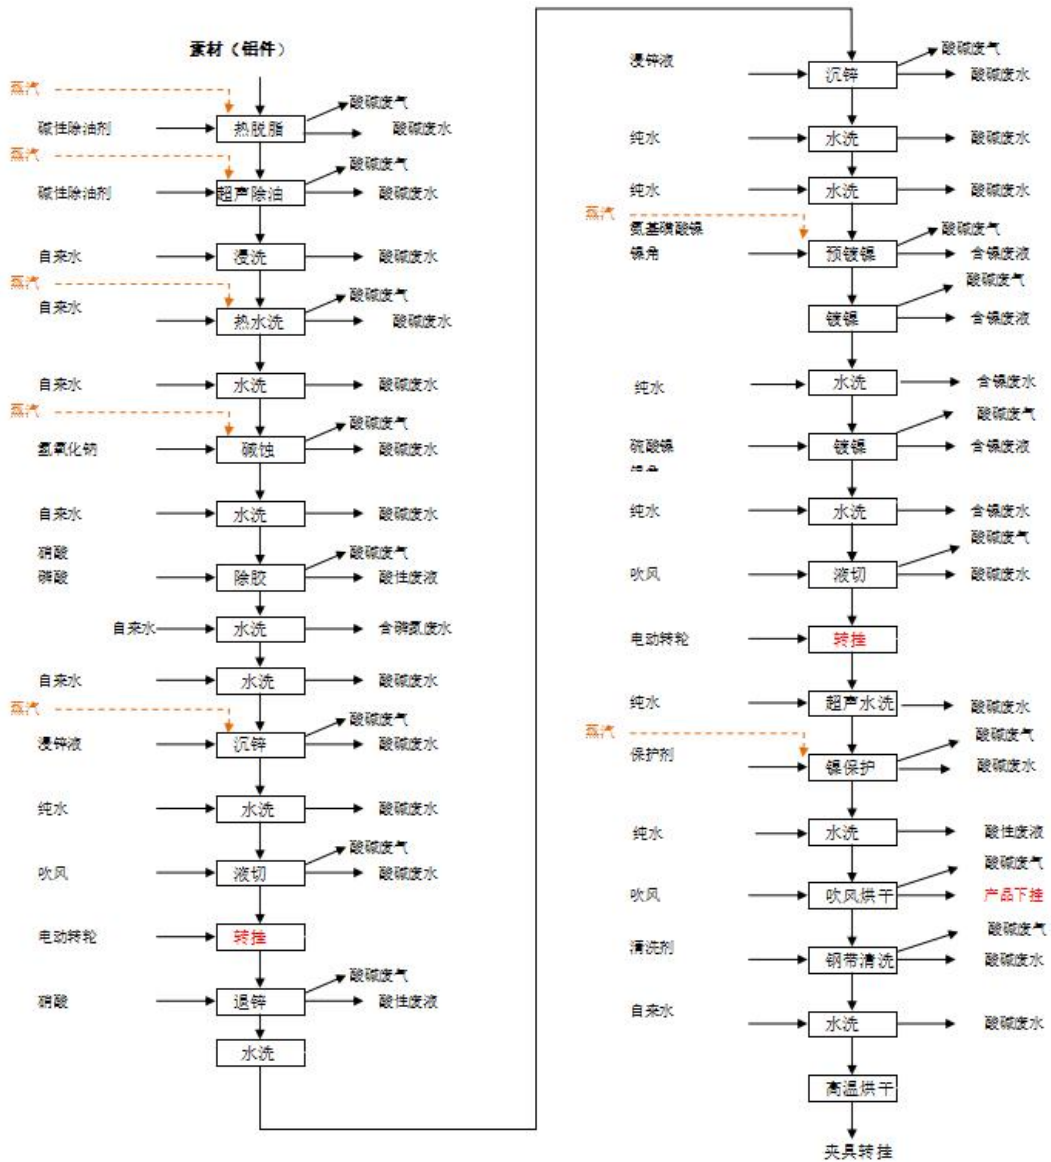 素材（铝件）
蒸汽
酸碱废气
碱性除油剂
热脱脂
酸碱废水
蒸汽
酸碱废气
碱性除油剂
超声除油
酸碱废水
自来水
浸洗
酸碱废水
蒸汽
酸碱废气
自来水
热水洗
酸碱废水
自来水
水洗
酸碱废水
蒸汽
酸碱废气
氢氧化钠
碱蚀
酸碱废水
自来水
水洗
酸碱废水
硝酸
酸碱废气
磷酸
除胶
酸性废液
自来水
水洗
含磷氮废水
自来水
水洗
酸碱废水
蒸汽
酸碱废气
浸锌液
沉锌
酸碱废水
纯水
水洗
酸碱废水
酸碱废气
吹风
液切
酸碱废水
电动转轮
转挂
酸碱废气
硝酸
退锌
酸性废液
水洗
酸碱废气
浸锌液
沉锌
酸碱废水
纯水
水洗
酸碱废水
纯水
水洗
酸碱废水
蒸汽
氨基磺酸镍
酸碱废气
镍角
预镀镍
含镍废液
酸碱废气
镀镍
含镍废液
纯水
水洗
含镍废水
酸碱废气
硫酸镍
镀镍
含镍废液
纯水
水洗
含镍废水
酸碱废气
吹风
液切
酸碱废水
电动转轮
转挂
纯水
超声水洗
酸碱废水
蒸汽
酸碱废气
保护剂
镍保护
酸碱废水
纯水
水洗
酸性废液
酸碱废气
吹风
吹风烘干
产品下挂
酸碱废气
清洗剂
钢带清洗
酸碱废水
自来水
水洗
酸碱废水
高温烘干
夹具转挂